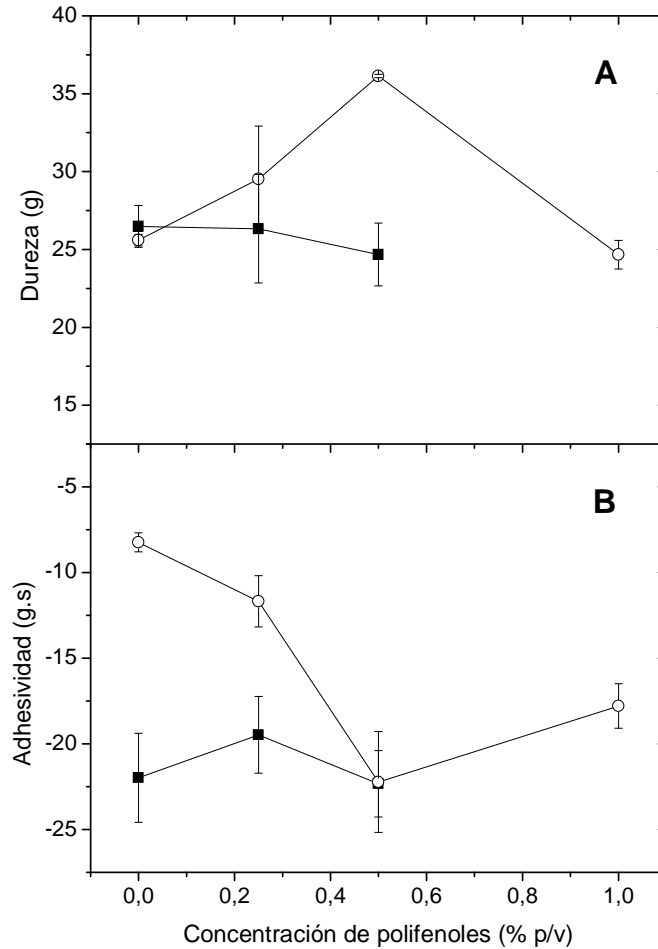 40
A
35
30
25
20
15
Dureza (g)
-5
B
-10
-15
-20
-25
Adhesividad (g.s)
0,0 0,2 0,4 0,6 0,8 1,0
Concentración de polifenoles (% p/v)